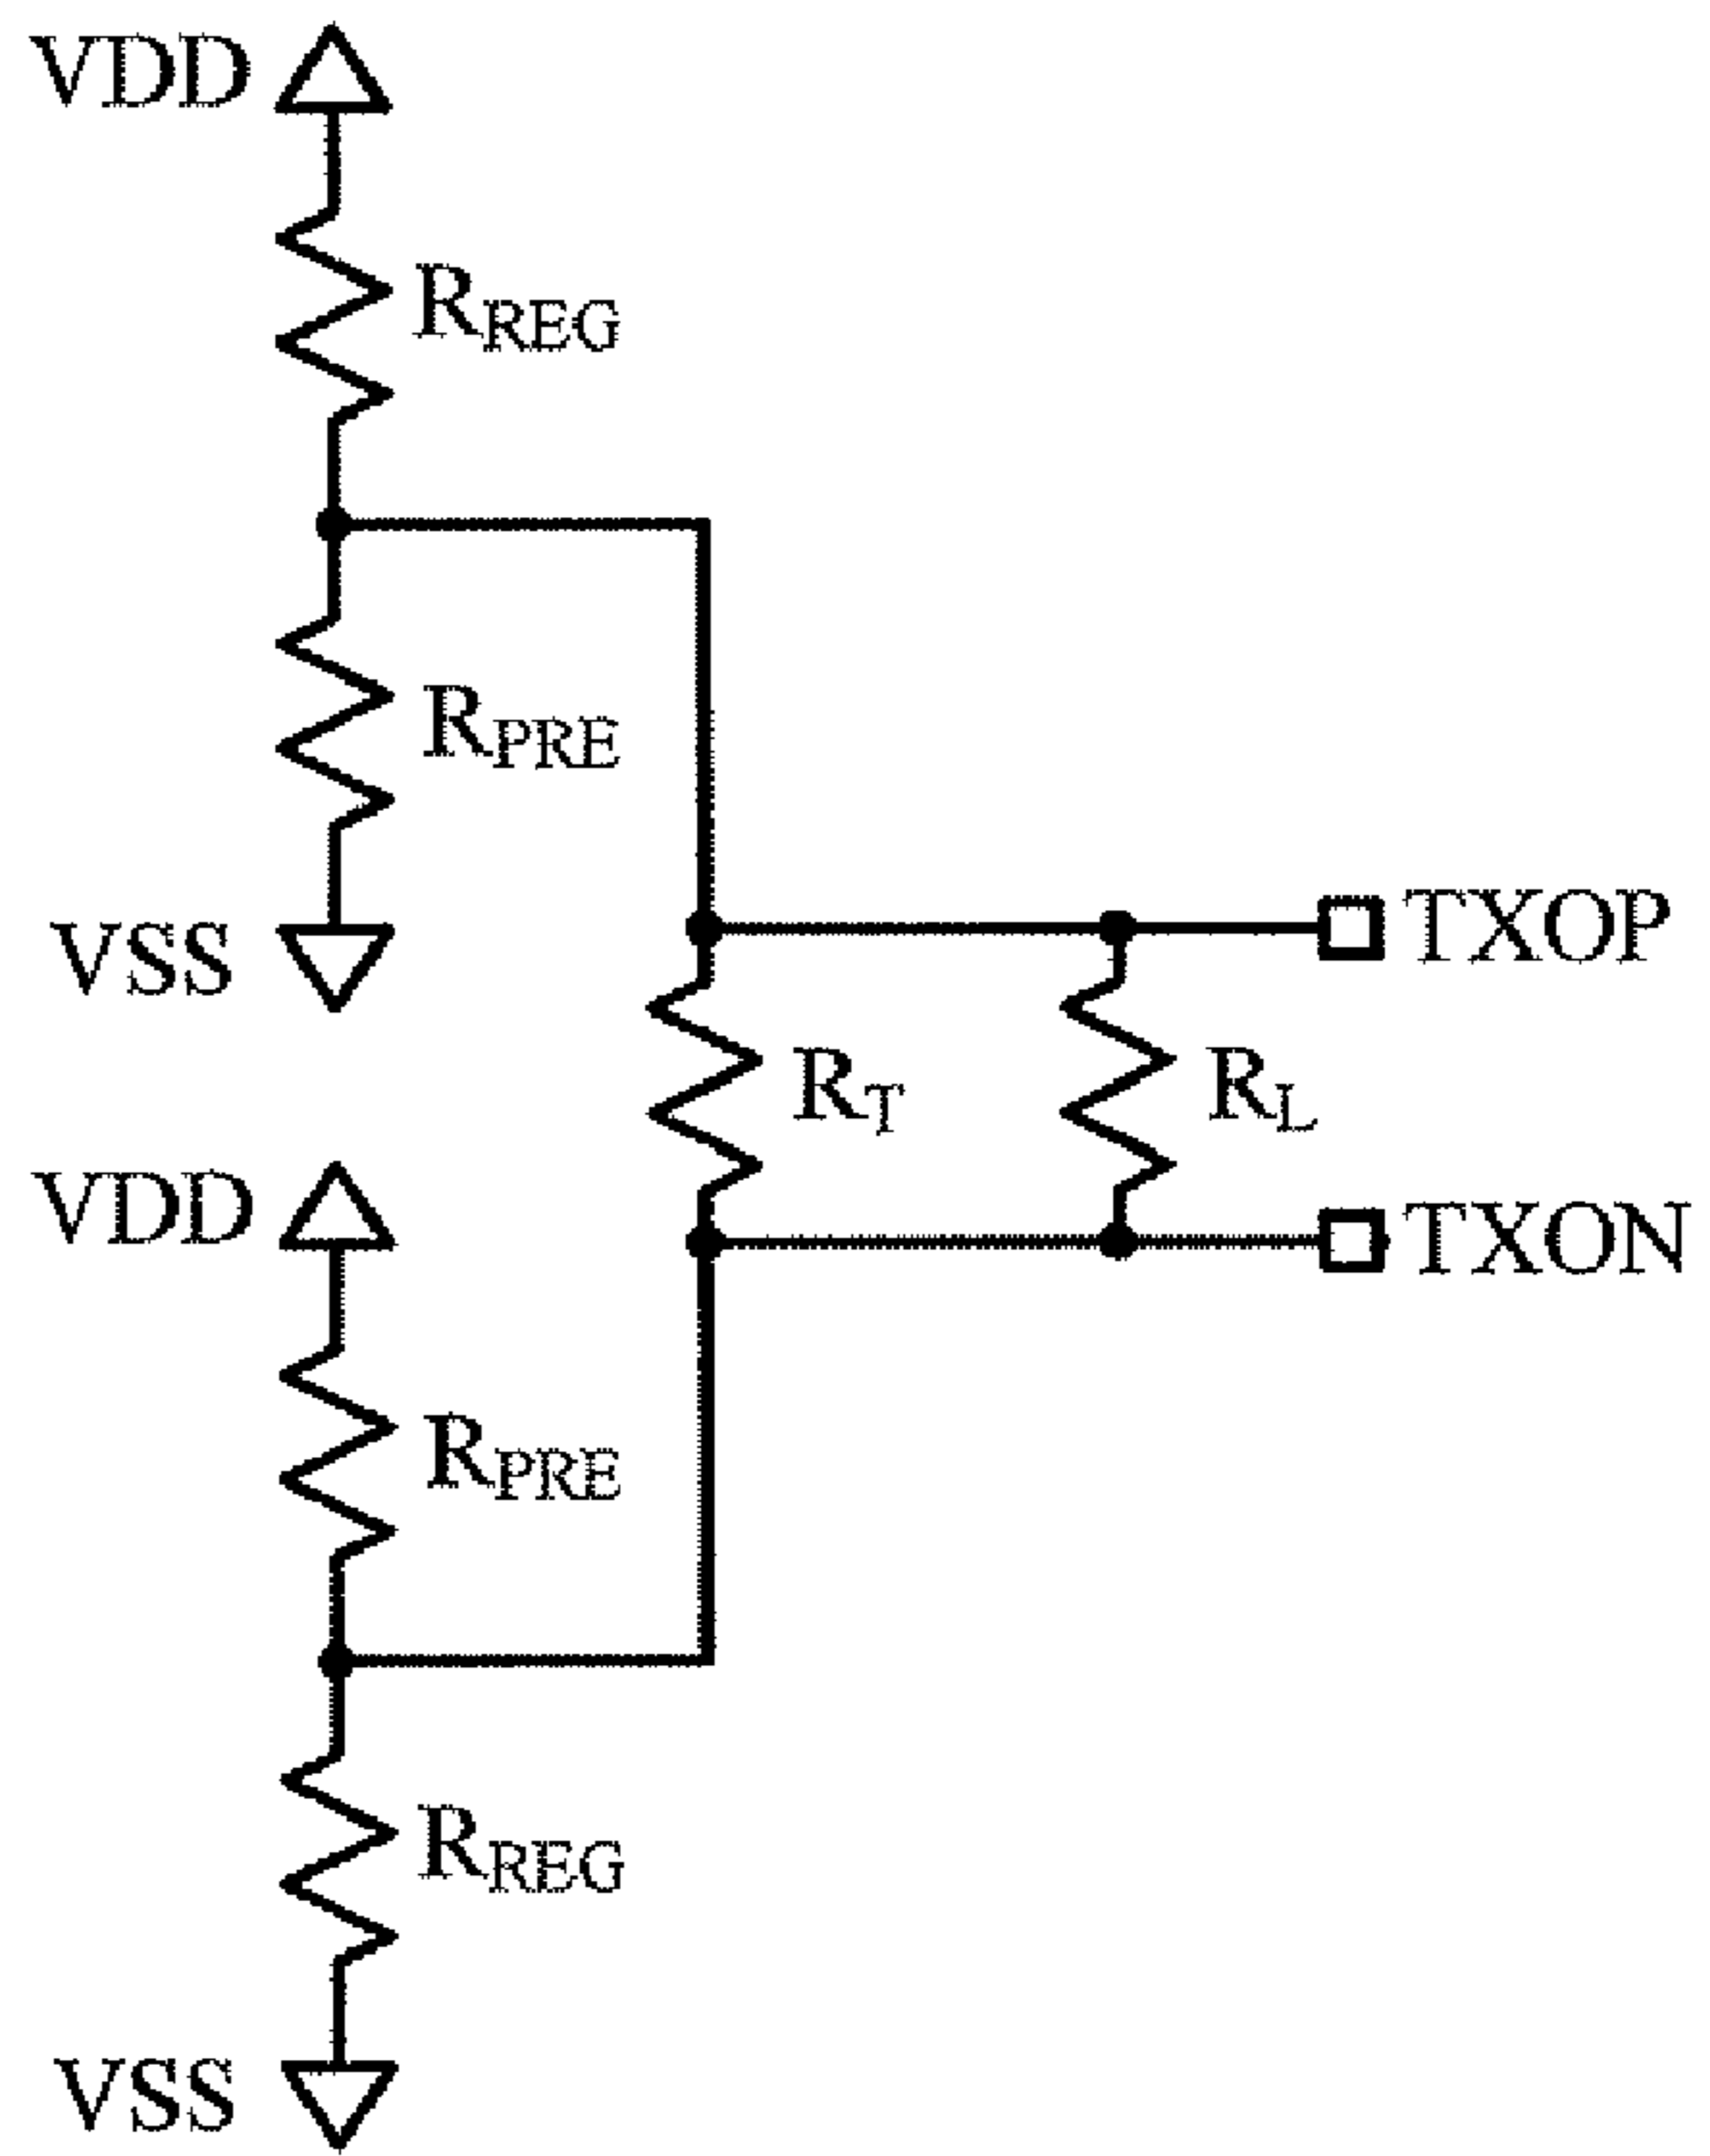 VDD
RREG
RPRE
VSS
TXOP
RT
RL
VDD
TXON
RPRE
RREG
VSS